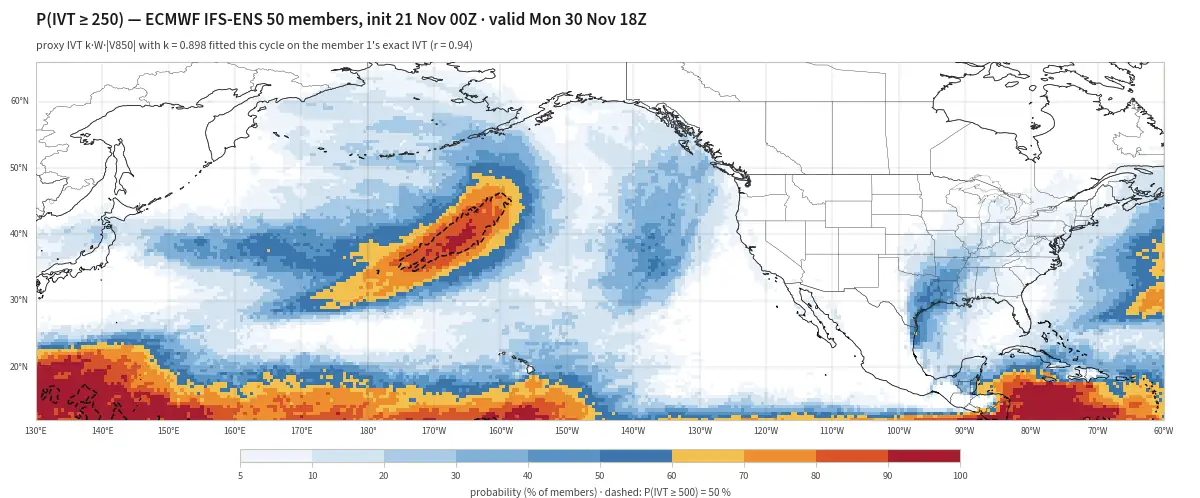 P(IVT ≥ 250) — ECMWF IFS-ENS 50 members, init 21 Nov 00Z · valid Mon 30 Nov 18Z
proxy IVT k·W·|V850| with k = 0.898 fitted this cycle on the member 1's exact IVT (r = 0.94)
60°N
50°N
40°N
30°N
20°N
130°E 140°E 150°E 160°E 170°E 180° 170°W 160°W 150°W 140°W 130°W 120°W 110°W 100°W 90°W 80°W 70°W 60°W
5 10 20 30 40 50 60 70 80 90 100
probability (% of members) · dashed: P(IVT ≥ 500) = 50 %